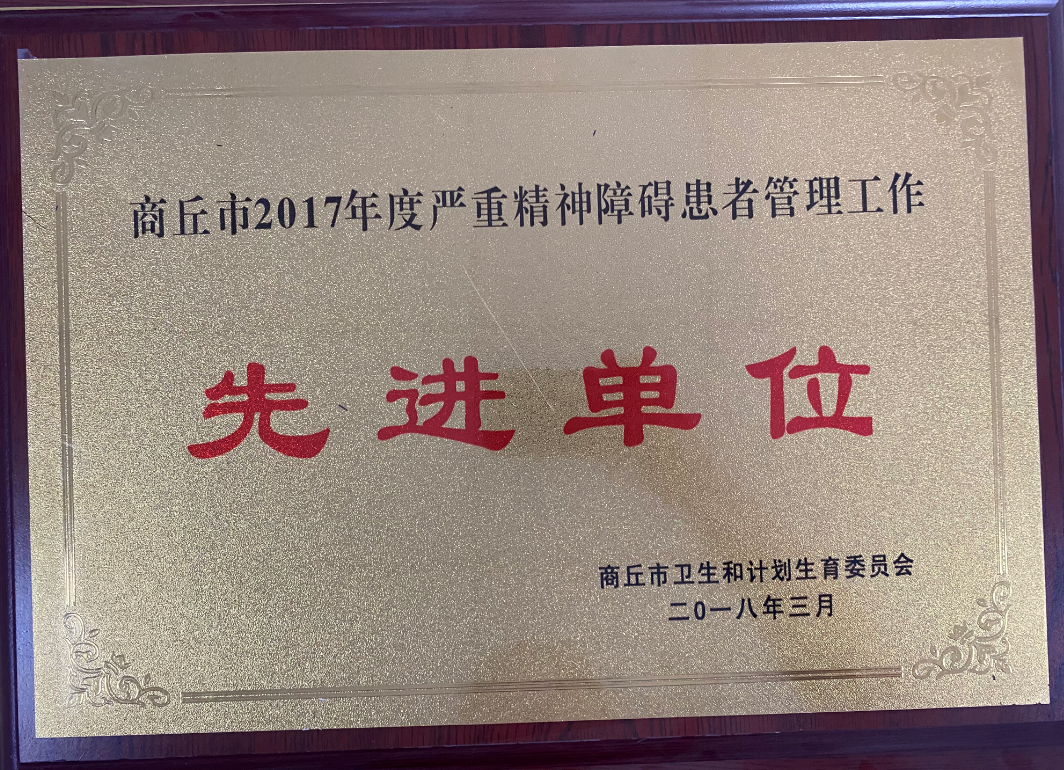 商丘市2017年度严重精神障碍患者管理工作
先进单位
商丘市卫生和计划生育委员会
二0一八年三月